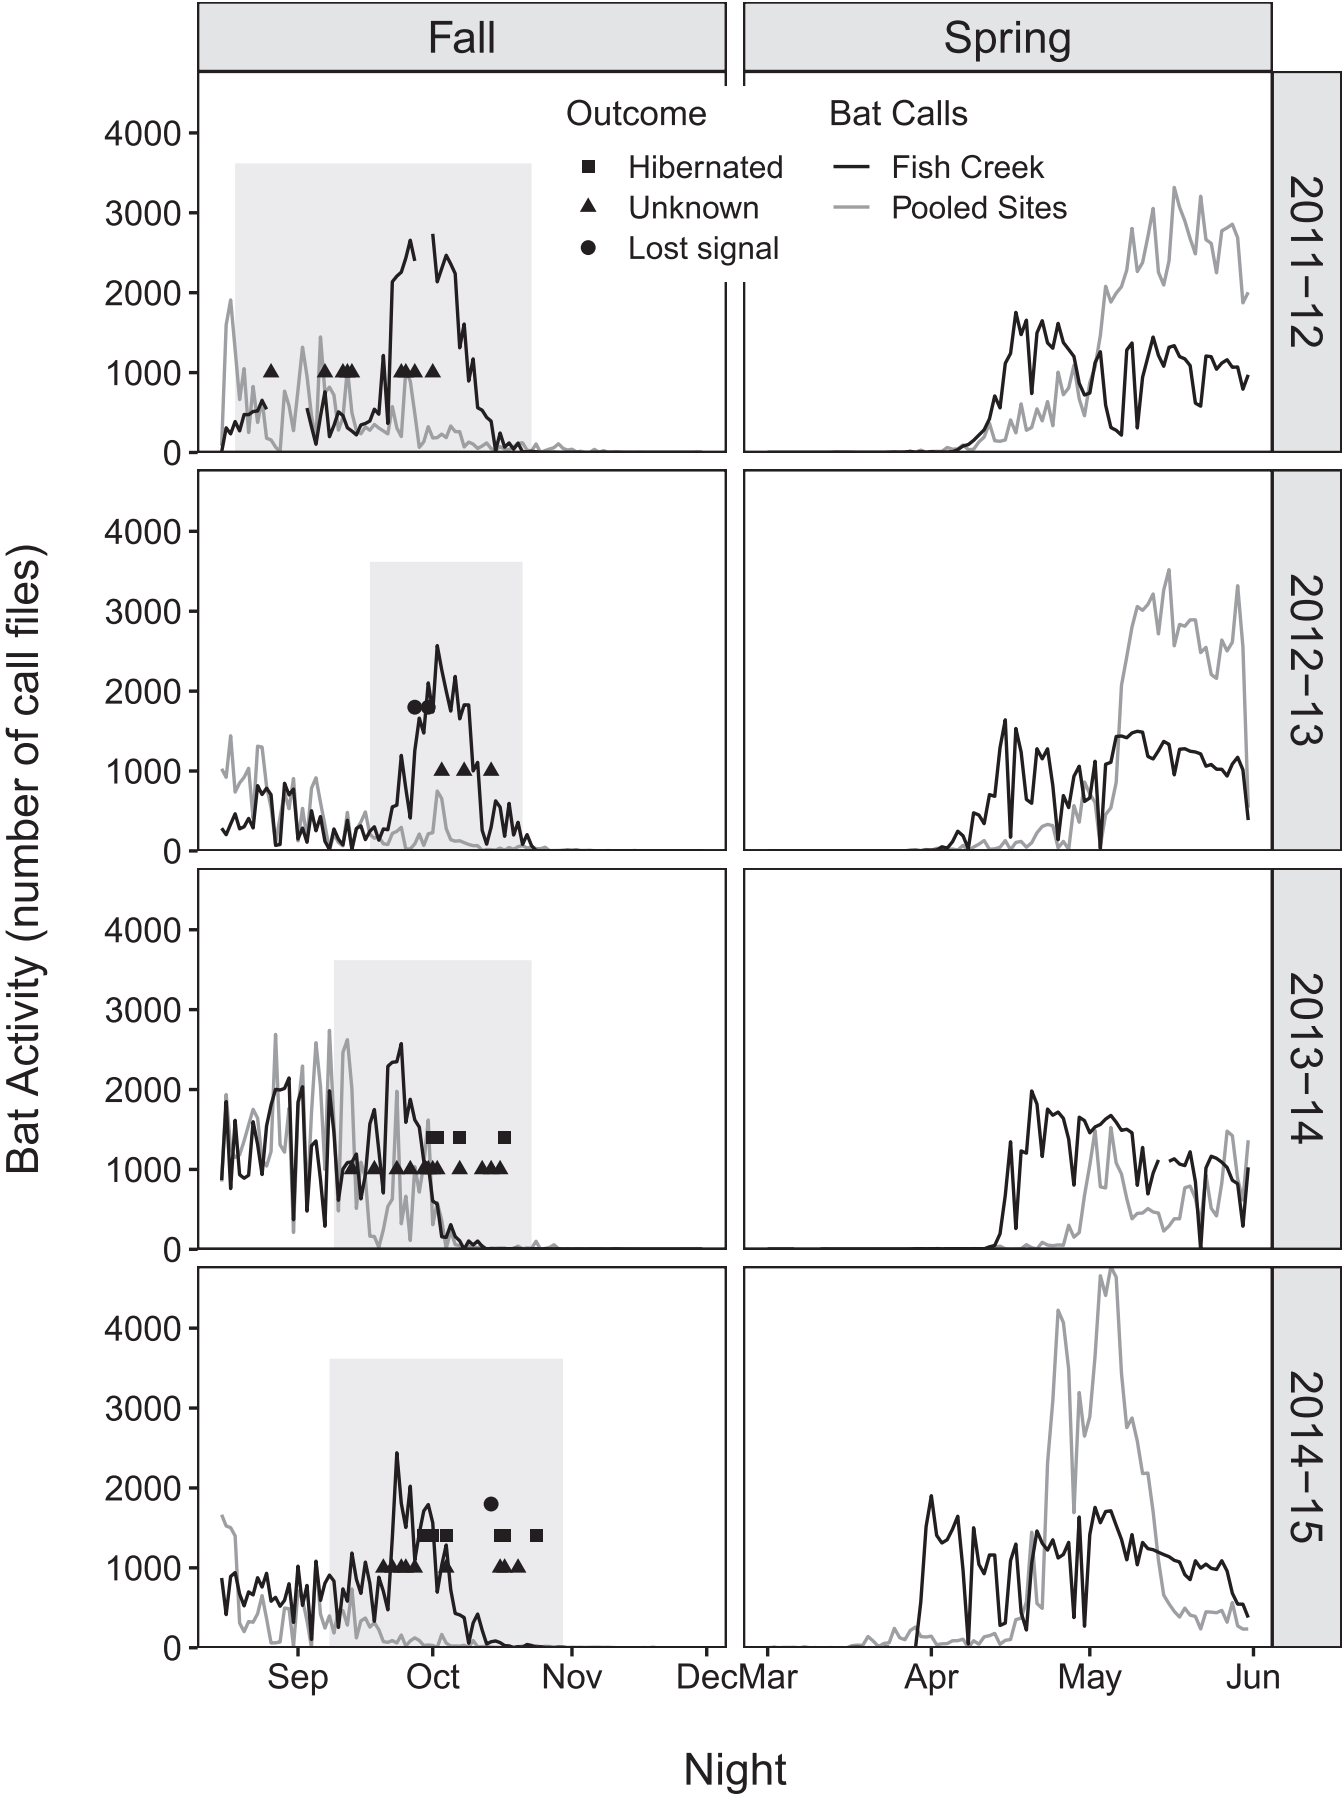 Fall
Spring
Outcome
Hibernated
Unknown
Lost signal
Bat Calls
Fish Creek
Pooled Sites
4000
3000
2000
1000
0
2011–12
4000
3000
2000
1000
0
2012–13
4000
3000
2000
1000
0
2013–14
4000
3000
2000
1000
0
2014–15
Sep Oct Nov Dec Mar Apr May Jun
Night
Bat Activity (number of call files)